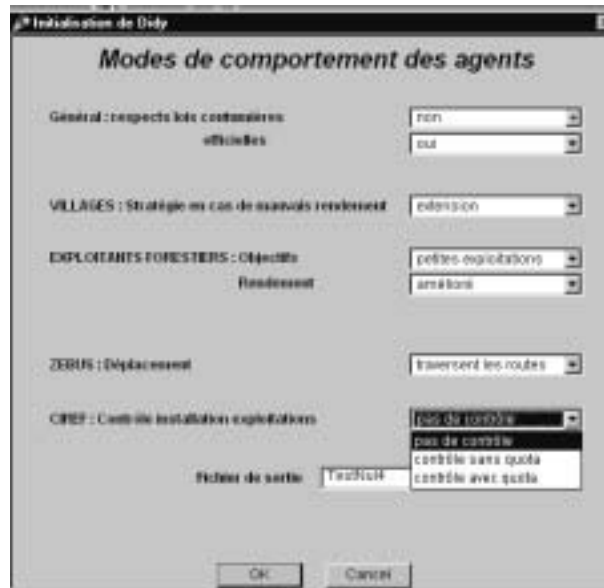 Initialisation de Didy
Modes de comportement des agents
Général : respects lois coutumières
non
officielles
oui
VILLAGES : Stratégie en cas de mauvais rendement
extension
EXPLOITANTS FORESTIERS : Objectifs
petites exploitations
Rendement
amélioré
ZEBUS : Déplacement
traversent les routes
CIREF : Contrôle installation exploitations
pas de contrôle
pas de contrôle
contrôle sans quota
contrôle avec quota
Fichier de sortie
OK
Cancel